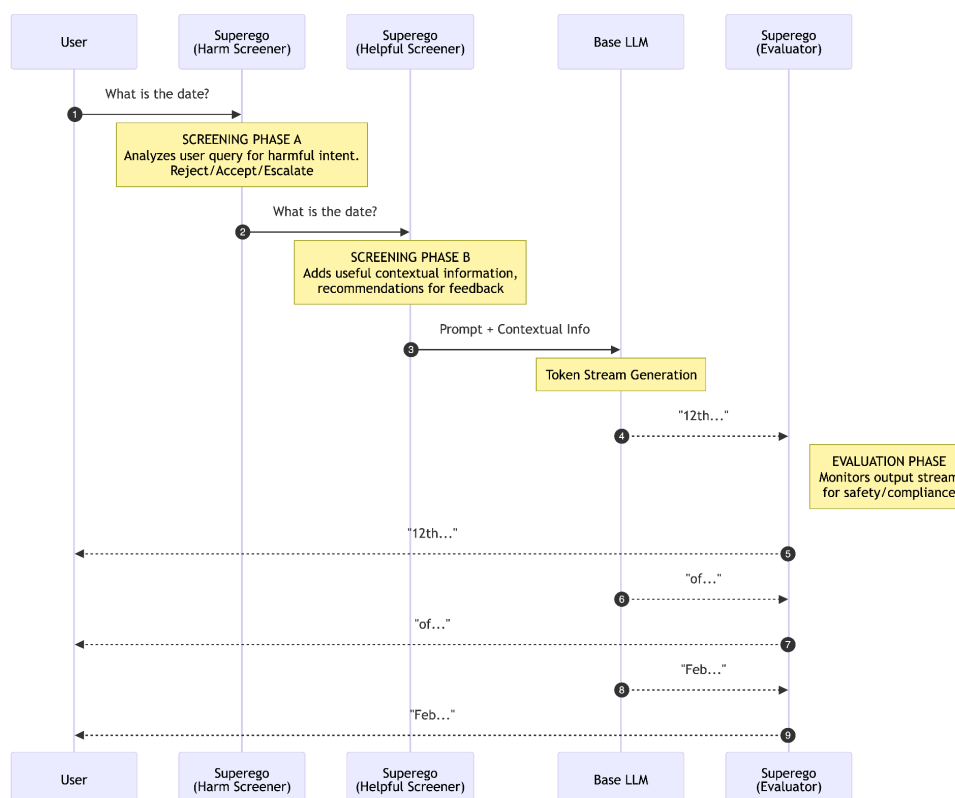 User
Superego
(Harm Screener)
Superego
(Helpful Screener)
Base LLM
Superego
(Evaluator)
What is the date?
1
SCREENING PHASE A
Analyzes user query for harmful intent.
Reject/Accept/Escalate
What is the date?
2
SCREENING PHASE B
Adds useful contextual information,
recommendations for feedback
Prompt + Contextual Info
3
Token Stream Generation
"12th..."
4
EVALUATION PHASE
Monitors output stream
for safety/compliance
"12th..."
5
"of..."
6
"of..."
7
"Feb..."
8
"Feb..."
9
User
Superego
(Harm Screener)
Superego
(Helpful Screener)
Base LLM
Superego
(Evaluator)